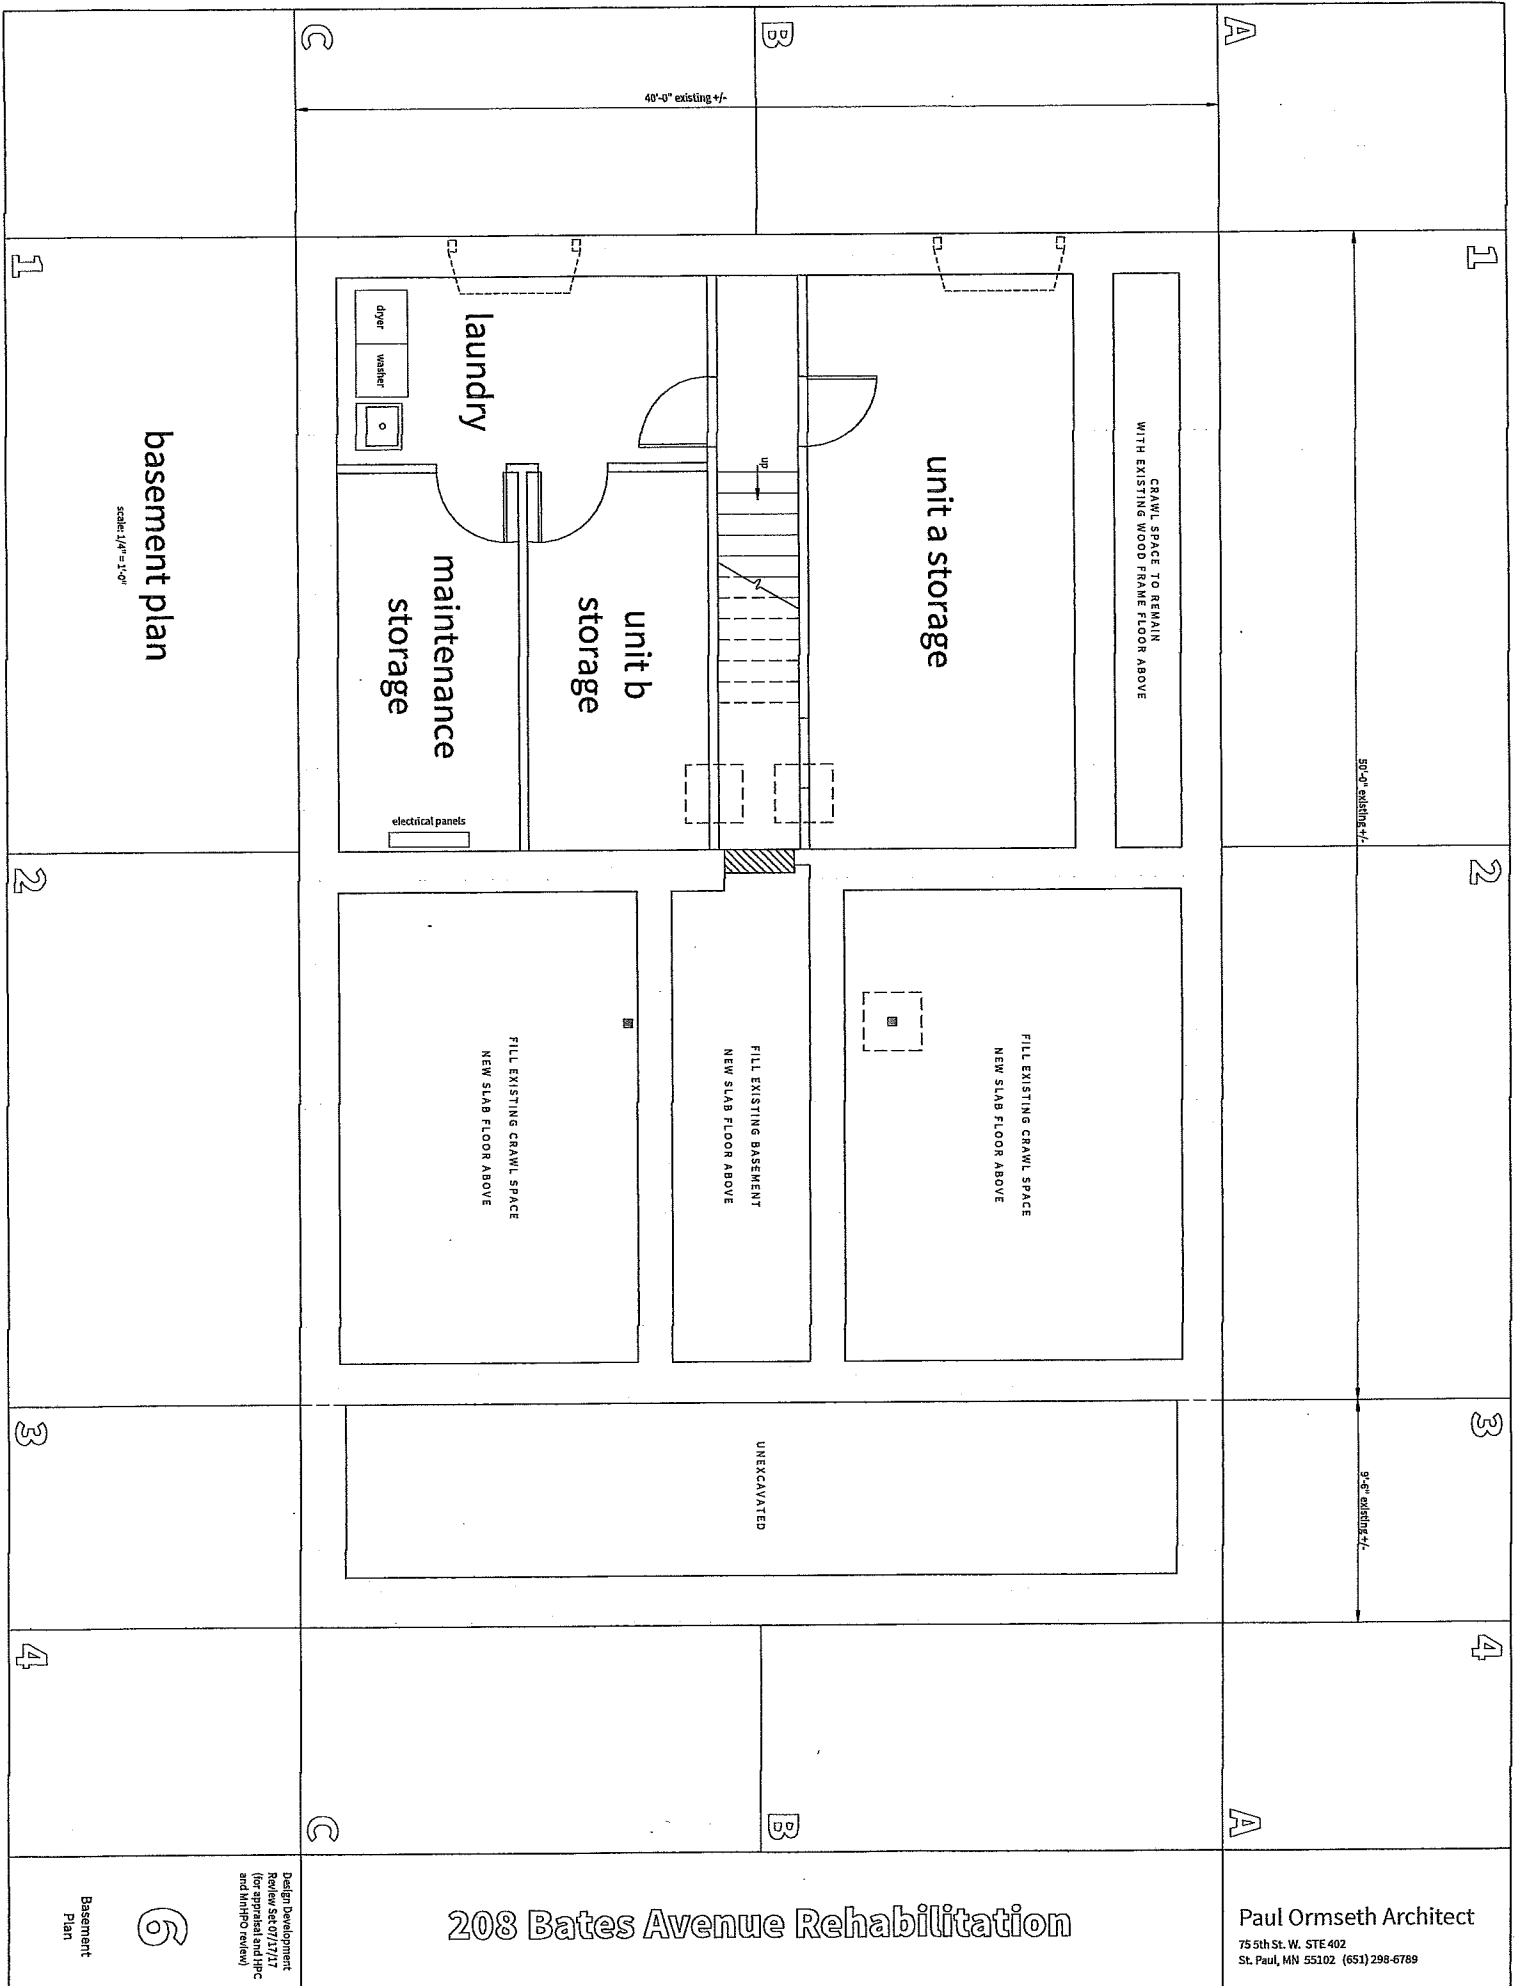 A
B
C
40'-0" existing +/-
1
1
50'-0" existing +/-
CRAWL SPACE TO REMAIN
WITH EXISTING WOOD FRAME FLOOR ABOVE
unit a storage
up
laundry
dryer
washer
unit b
storage
maintenance
storage
electrical panels
basement plan
scale: 1/4" = 1'-0"
2
2
FILL EXISTING CRAWL SPACE
NEW SLAB FLOOR ABOVE
FILL EXISTING BASEMENT
NEW SLAB FLOOR ABOVE
FILL EXISTING CRAWL SPACE
NEW SLAB FLOOR ABOVE
3
3
9'-6" existing +/-
UNEXCAVATED
4
4
A
B
C
Paul Ormseth Architect
75 5th St. W. STE 402
St. Paul, MN 55102 (651) 298-6789
208 Bates Avenue Rehabilitation
Design Development
Review Set 07/17/17
(for appraisal and HPC
and MnHPO review)
6
Basement
Plan